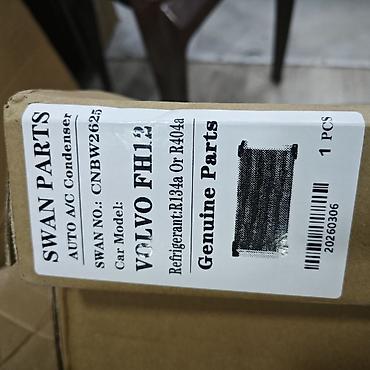 SWAN PARTS
AUTO A/C Condenser
SWAN NO.: CNBW2625
Car Model:
VOLVO FH12
Refrigerant:R134a Or R404a
Genuine Parts
1 PCS
20260306